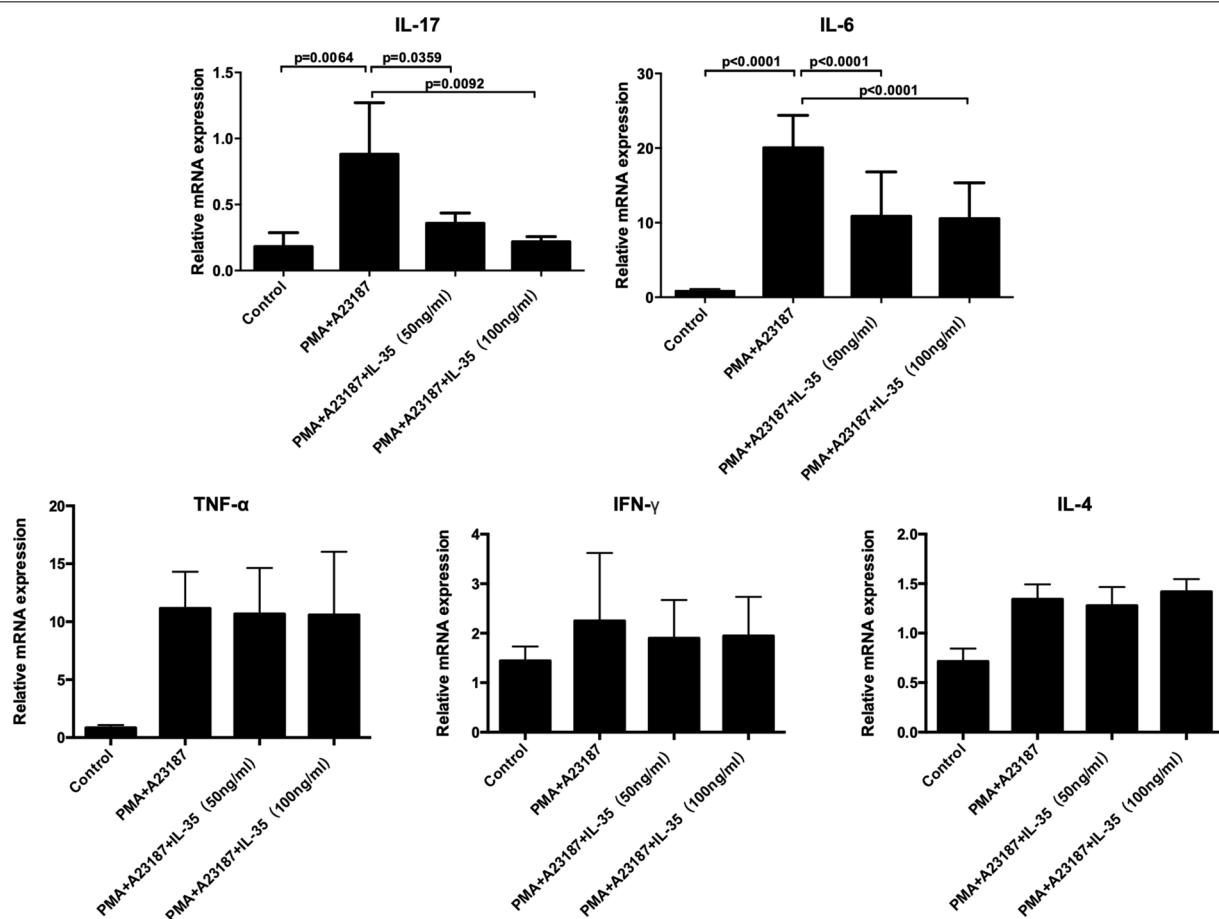 IL-17
p=0.0064
p=0.0359
p=0.0092
Relative mRNA expression
1.5
1.0
0.5
0.0
Control
PMA+A23187
PMA+A23187+IL-35（50ng/ml）
PMA+A23187+IL-35（100ng/ml）
IL-6
p<0.0001
p<0.0001
p<0.0001
Relative mRNA expression
30
20
10
0
Control
PMA+A23187
PMA+A23187+IL-35（50ng/ml）
PMA+A23187+IL-35（100ng/ml）
TNF-α
Relative mRNA expression
20
15
10
5
0
Control
PMA+A23187
PMA+A23187+IL-35（50ng/ml）
PMA+A23187+IL-35（100ng/ml）
IFN-γ
Relative mRNA expression
4
3
2
1
0
Control
PMA+A23187
PMA+A23187+IL-35（50ng/ml）
PMA+A23187+IL-35（100ng/ml）
IL-4
Relative mRNA expression
2.0
1.5
1.0
0.5
0.0
Control
PMA+A23187
PMA+A23187+IL-35（50ng/ml）
PMA+A23187+IL-35（100ng/ml）